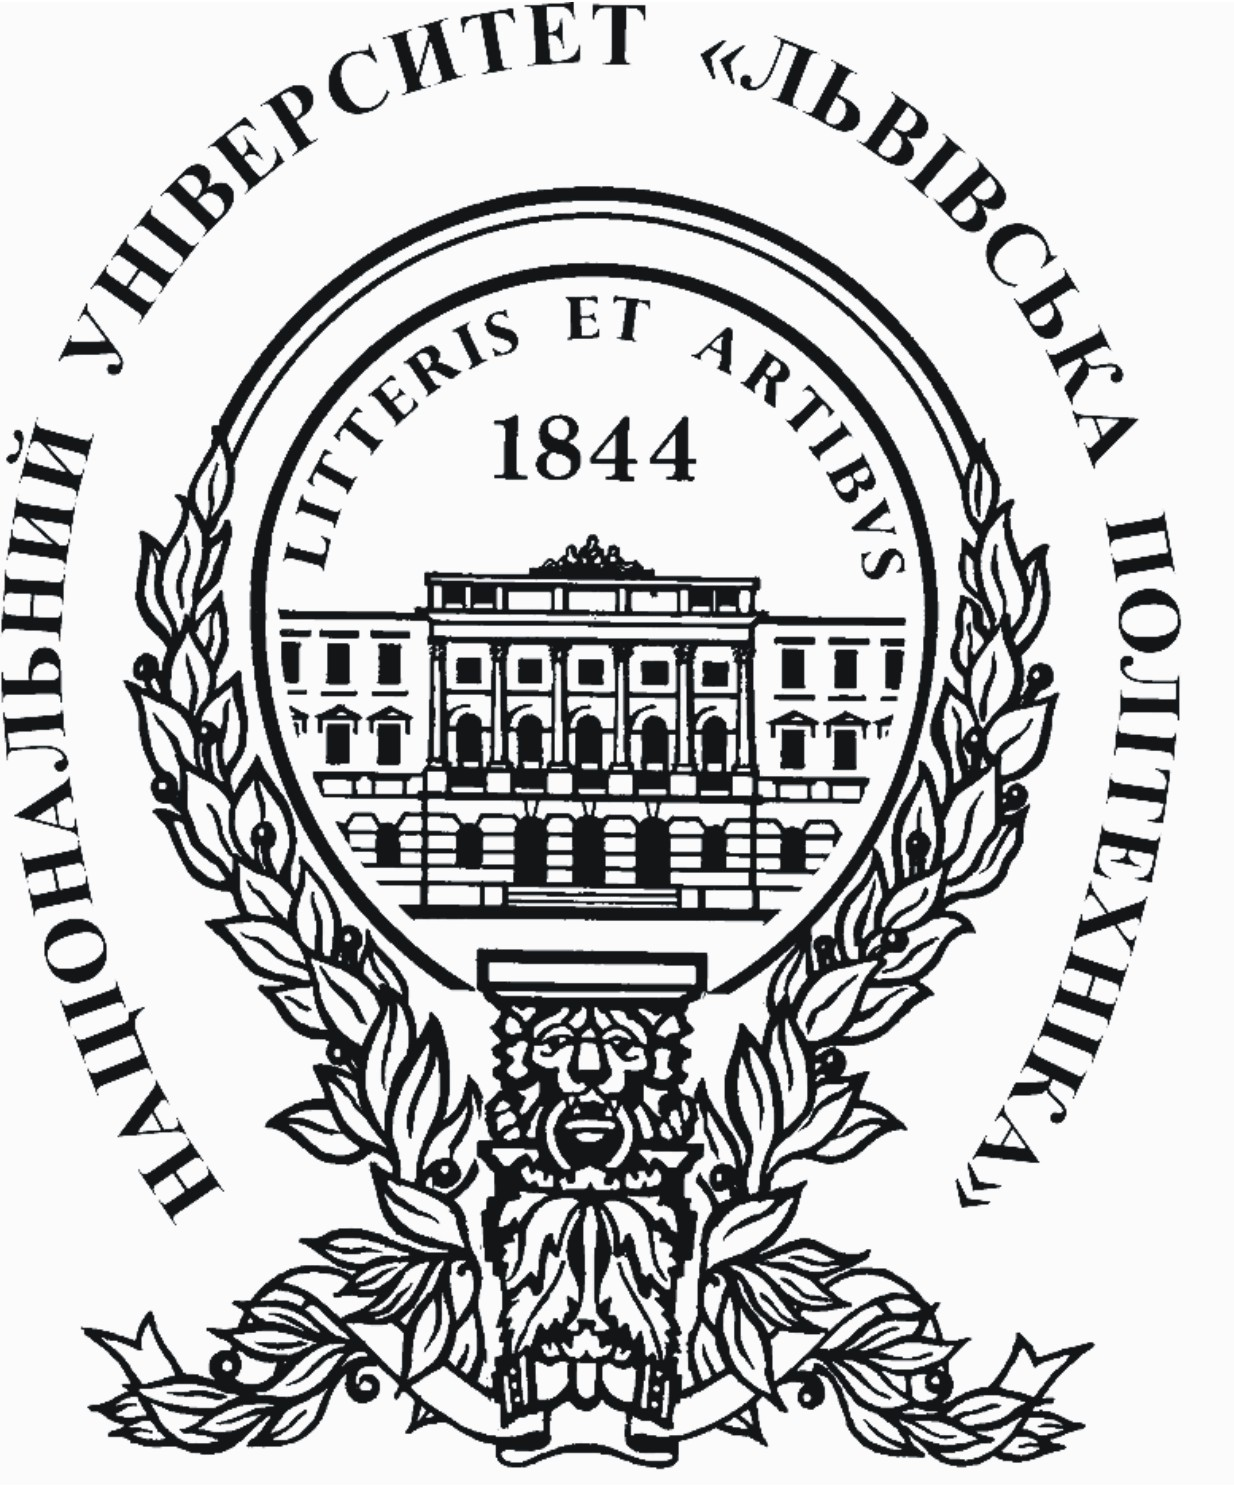 НАЦІОНАЛЬНИЙ УНІВЕРСИТЕТ «ЛЬВІВСЬКА ПОЛІТЕХНІКА»
LITTERIS ET ARTIBVS
1844